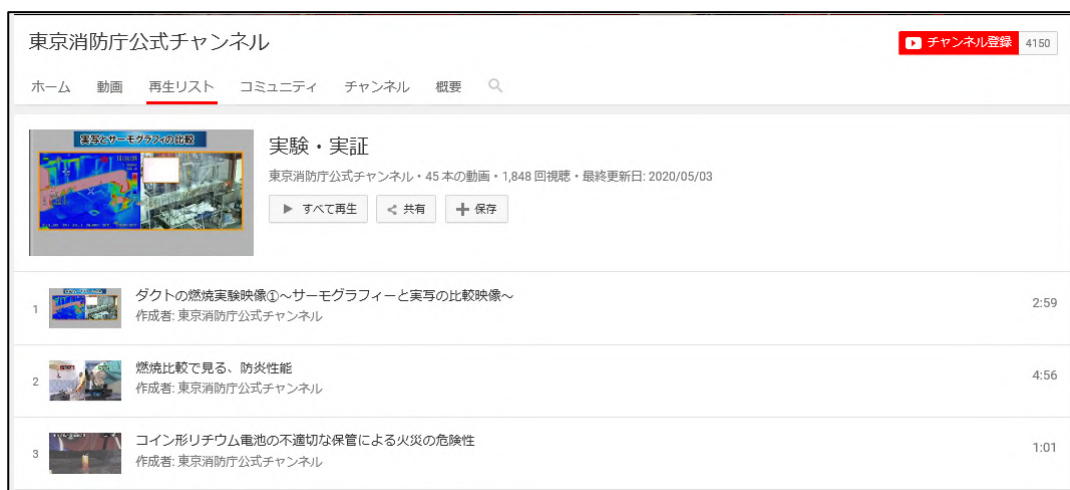 東京消防庁公式チャンネル
チャンネル登録 4150
ホーム 動画 再生リスト コミュニティ チャンネル 概要
実写とサーモグラフィの比較
実験・実証
東京消防庁公式チャンネル・45 本の動画・1,848 回視聴・最終更新日: 2020/05/03
すべて再生 共有 保存
1 ダクトの燃焼実験映像①~サーモグラフィーと実写の比較映像~ 2:59
作成者: 東京消防庁公式チャンネル
2 燃焼比較で見る、防炎性能 4:56
作成者: 東京消防庁公式チャンネル
3 コイン形リチウム電池の不適切な保管による火災の危険性 1:01
作成者: 東京消防庁公式チャンネル